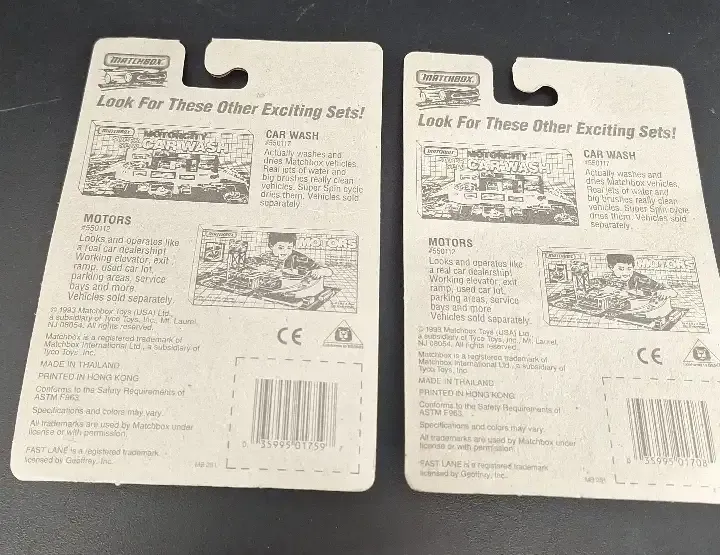 MATCHBOX
Look For These Other Exciting Sets!
MATCHBOX
MOTORCITY
CAR WASH
CAR WASH
#550117
Actually washes and
dries Matchbox vehicles.
Real jets of water and
big brushes really clean
vehicles. Super Spin cycle
dries them. Vehicles sold
separately.
MOTORS
#550112
Looks and operates like
a real car dealership!
Working elevator, exit
ramp, used car lot,
parking areas, service
bays and more.
Vehicles sold separately.
MOTORS
© 1993 Matchbox Toys (USA) Ltd.,
a subsidiary of Tyco Toys, Inc., Mt. Laurel,
NJ 08054. All rights reserved.
Matchbox is a registered trademark of
Matchbox International Ltd., a subsidiary of
Tyco Toys, Inc.
CE
MADE IN THAILAND
PRINTED IN HONG KONG
Conforms to the Safety Requirements of
ASTM F963.
Specifications and colors may vary.
All trademarks are used by Matchbox under
license or with permission.
FAST LANE is a registered trademark
licensed by Geoffrey, Inc.
0 35995 01759
MATCHBOX
Look For These Other Exciting Sets!
MATCHBOX
MOTORCITY
CAR WASH
CAR WASH
#550117
Actually washes and
dries Matchbox vehicles.
Real jets of water and
big brushes really clean
vehicles. Super Spin cycle
dries them. Vehicles sold
separately.
MOTORS
#550112
Looks and operates like
a real car dealership!
Working elevator, exit
ramp, used car lot,
parking areas, service
bays and more.
Vehicles sold separately.
MOTORS
© 1993 Matchbox Toys (USA) Ltd.,
a subsidiary of Tyco Toys, Inc., Mt. Laurel,
NJ 08054. All rights reserved.
Matchbox is a registered trademark of
Matchbox International Ltd., a subsidiary of
Tyco Toys, Inc.
CE
MADE IN THAILAND
PRINTED IN HONG KONG
Conforms to the Safety Requirements of
ASTM F963.
Specifications and colors may vary.
All trademarks are used by Matchbox under
license or with permission.
FAST LANE is a registered trademark
licensed by Geoffrey, Inc.
0 35995 01708